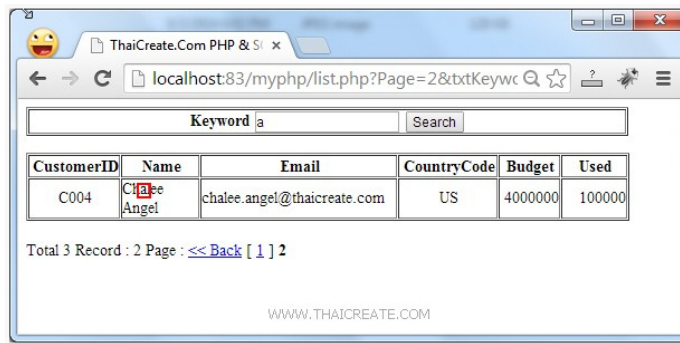 ThaiCreate.Com PHP & S
localhost:83/myphp/list.php?Page=2&txtKeywc
Keyword a Search
CustomerID Name Email CountryCode Budget Used
C004 Chalee Angel chalee.angel@thaicreate.com US 4000000 100000
Total 3 Record : 2 Page : << Back [ 1 ] 2
WWW.THAICREATE.COM